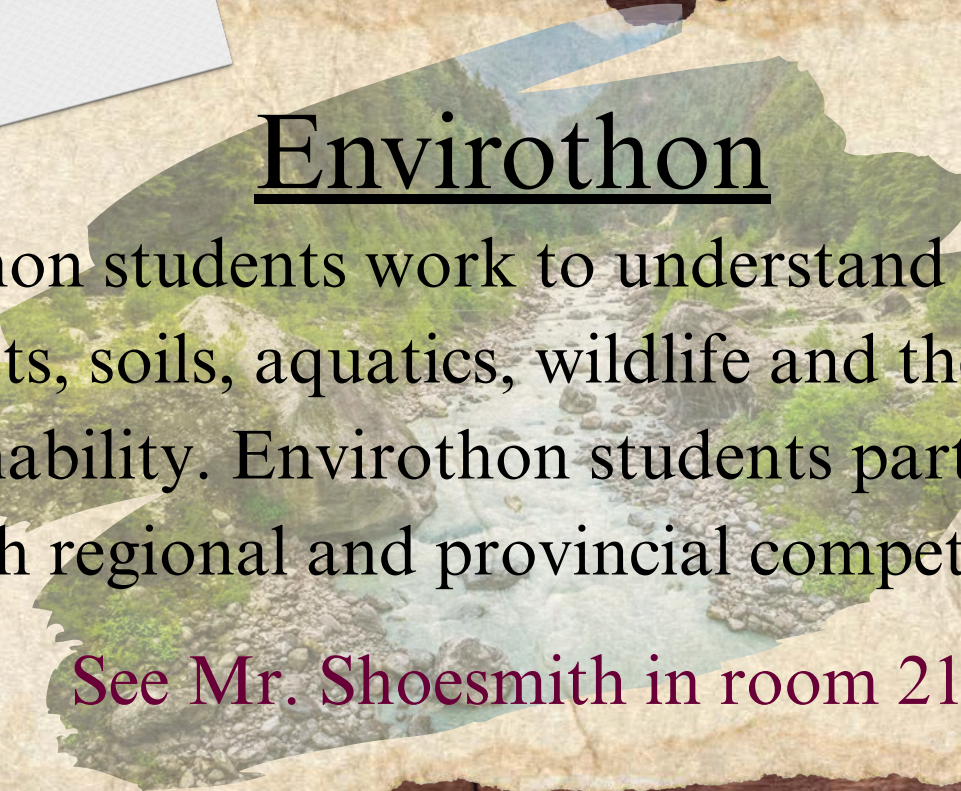 Envirothon
hon students work to understand
ts, soils, aquatics, wildlife and the
nability. Envirothon students part
h regional and provincial compet
See Mr. Shoesmith in room 21